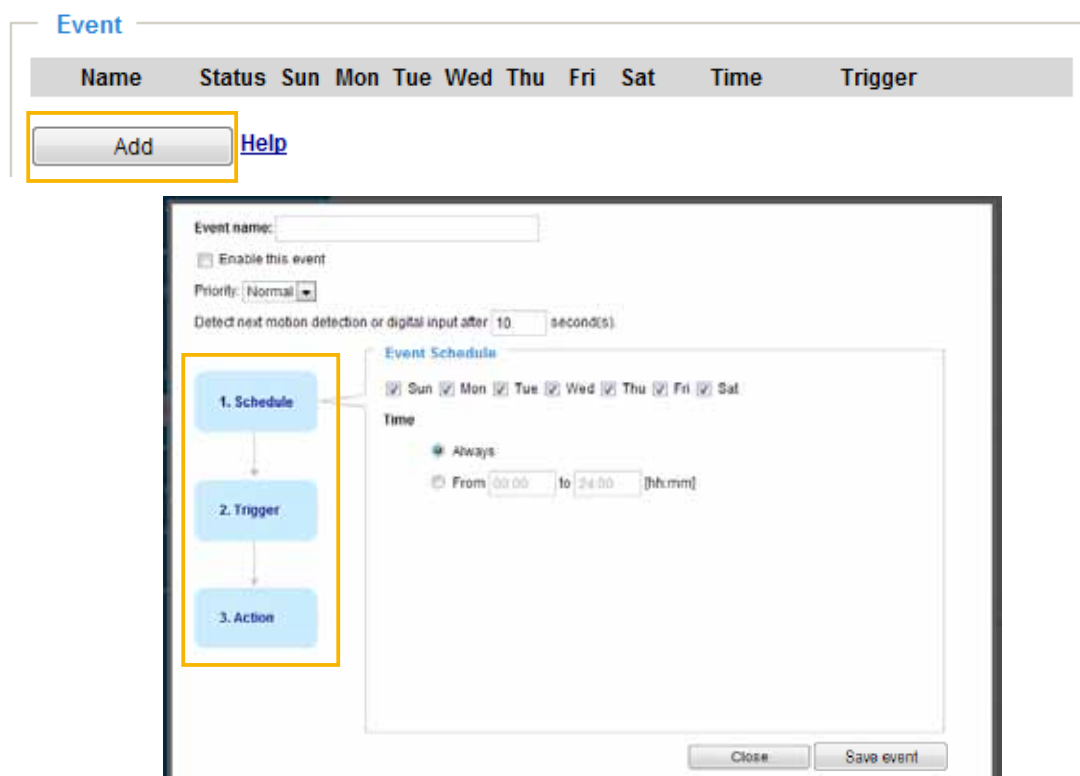 Event
Name Status Sun Mon Tue Wed Thu Fri Sat Time Trigger
Add Help
Event name:
Enable this event
Priority: Normal
Detect next motion detection or digital input after 10 second(s).
1. Schedule
2. Trigger
3. Action
Event Schedule
Sun Mon Tue Wed Thu Fri Sat
Time
Always
From 00:00 to 24:00 [hh:mm]
Close Save event